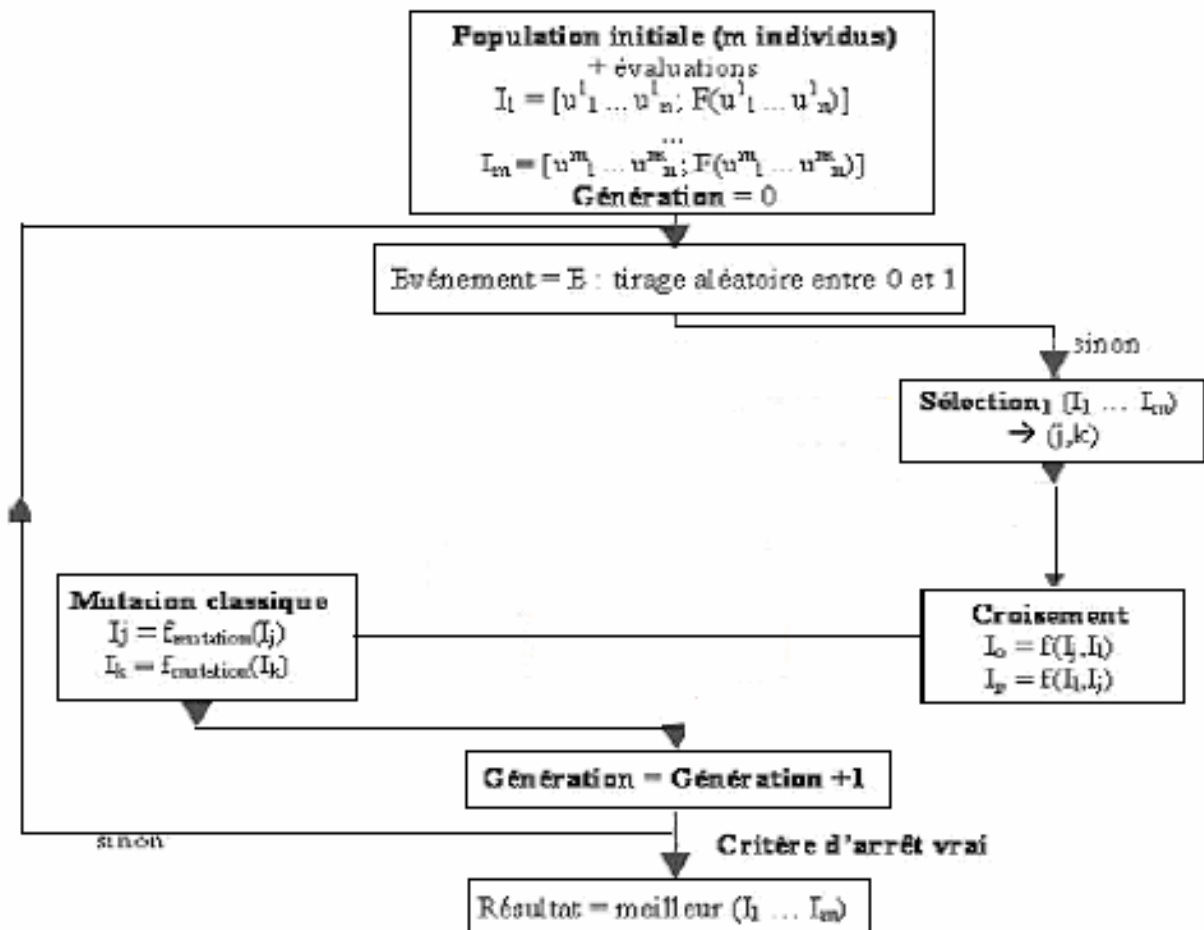 Population initiale (m individus)
+ évaluations
I₁ = [u¹₁ ... u¹ₙ; F(u¹₁ ... u¹ₙ)]
...
Iₘ = [uᵐ₁ ... uᵐₙ; F(uᵐ₁ ... uᵐₙ)]
Génération = 0
Evénement = E : tirage aléatoire entre 0 et 1
sinon
Sélection₁ (I₁ ... Iₘ)
→ (j,k)
Mutation classique
Ij = fmutation(Ij)
Ik = fmutation(Ik)
Croisement
Io = f(Ij,Il)
Ip = f(Il,Ij)
Génération = Génération +1
sinon
Critère d'arrêt vrai
Résultat = meilleur (I₁ ... Iₘ)